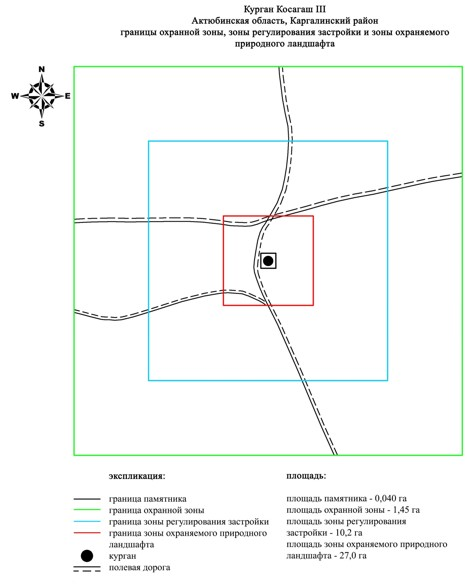 Курган Косагаш III
Актюбинская область, Каргалинский район
границы охранной зоны, зоны регулирования застройки и зоны охраняемого
природного ландшафта
N
W E
S
экспликация:
граница памятника
граница охранной зоны
граница зоны регулирования застройки
граница зоны охраняемого природного
ландшафта
курган
полевая дорога
площадь:
площадь памятника - 0,040 га
площадь охранной зоны - 1,45 га
площадь зоны регулирования
застройки - 10,2 га
площадь зоны охраняемого природного
ландшафта - 27,0 га